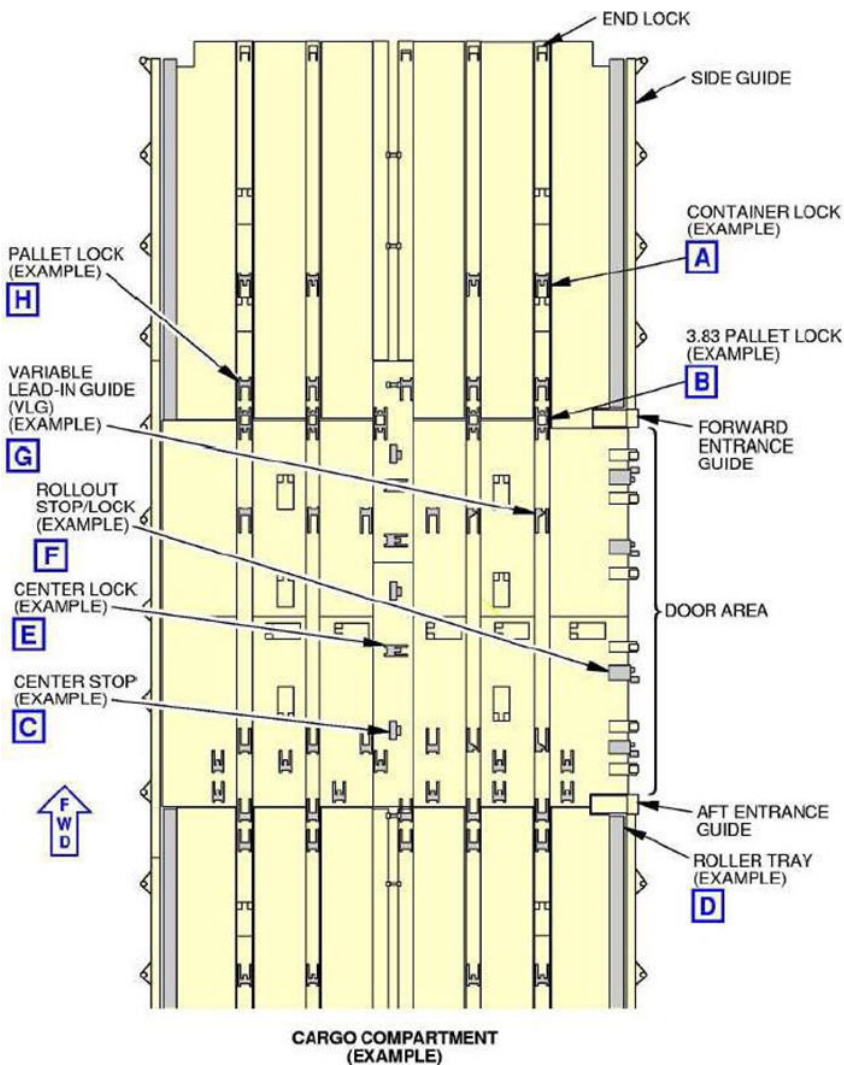 END LOCK
SIDE GUIDE
CONTAINER LOCK
(EXAMPLE)
A
PALLET LOCK
(EXAMPLE)
H
3.83 PALLET LOCK
(EXAMPLE)
B
VARIABLE
LEAD-IN GUIDE
(VLG)
(EXAMPLE)
G
FORWARD
ENTRANCE
GUIDE
ROLLOUT
STOP/LOCK
(EXAMPLE)
F
CENTER LOCK
(EXAMPLE)
E
DOOR AREA
CENTER STOP
(EXAMPLE)
C
FWD
AFT ENTRANCE
GUIDE
ROLLER TRAY
(EXAMPLE)
D
CARGO COMPARTMENT
(EXAMPLE)